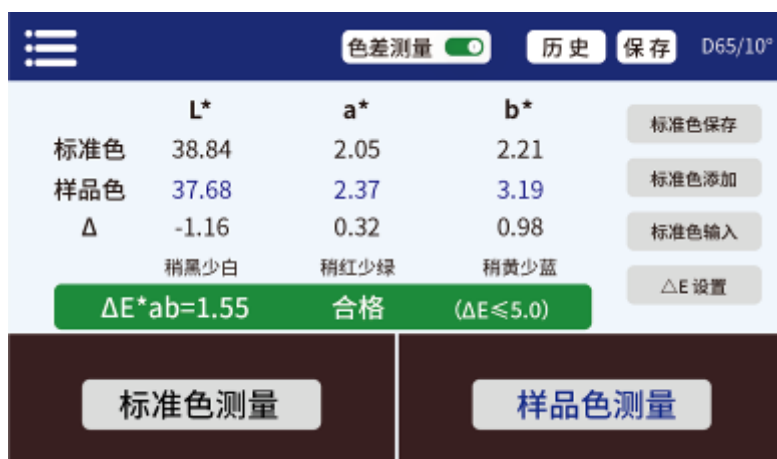 色差测量 历史 保存 D65/10°
L* a* b*
标准色 38.84 2.05 2.21
样品色 37.68 2.37 3.19
Δ -1.16 0.32 0.98
稍黑少白 稍红少绿 稍黄少蓝
ΔE*ab=1.55 合格 (ΔE≤5.0)
标准色保存
标准色添加
标准色输入
△E 设置
标准色测量 样品色测量